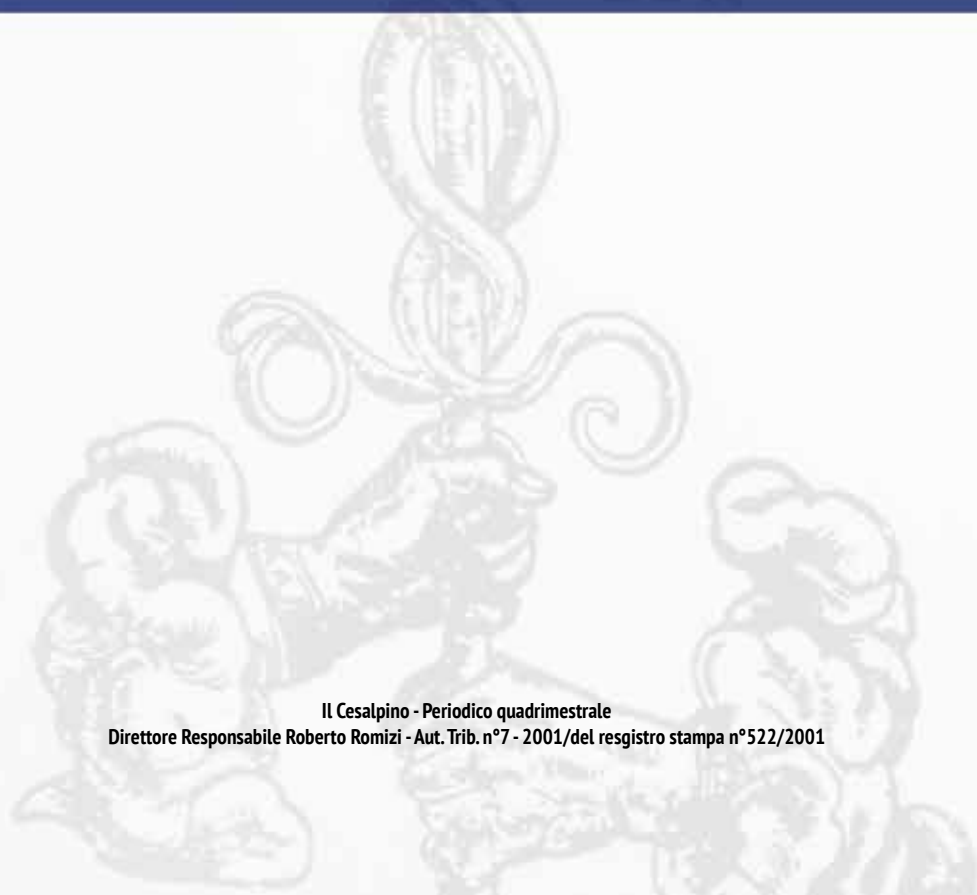 Il Cesalpino - Periodico quadrimestrale
Direttore Responsabile Roberto Romizi - Aut. Trib. n°7 - 2001/del resgistro stampa n°522/2001